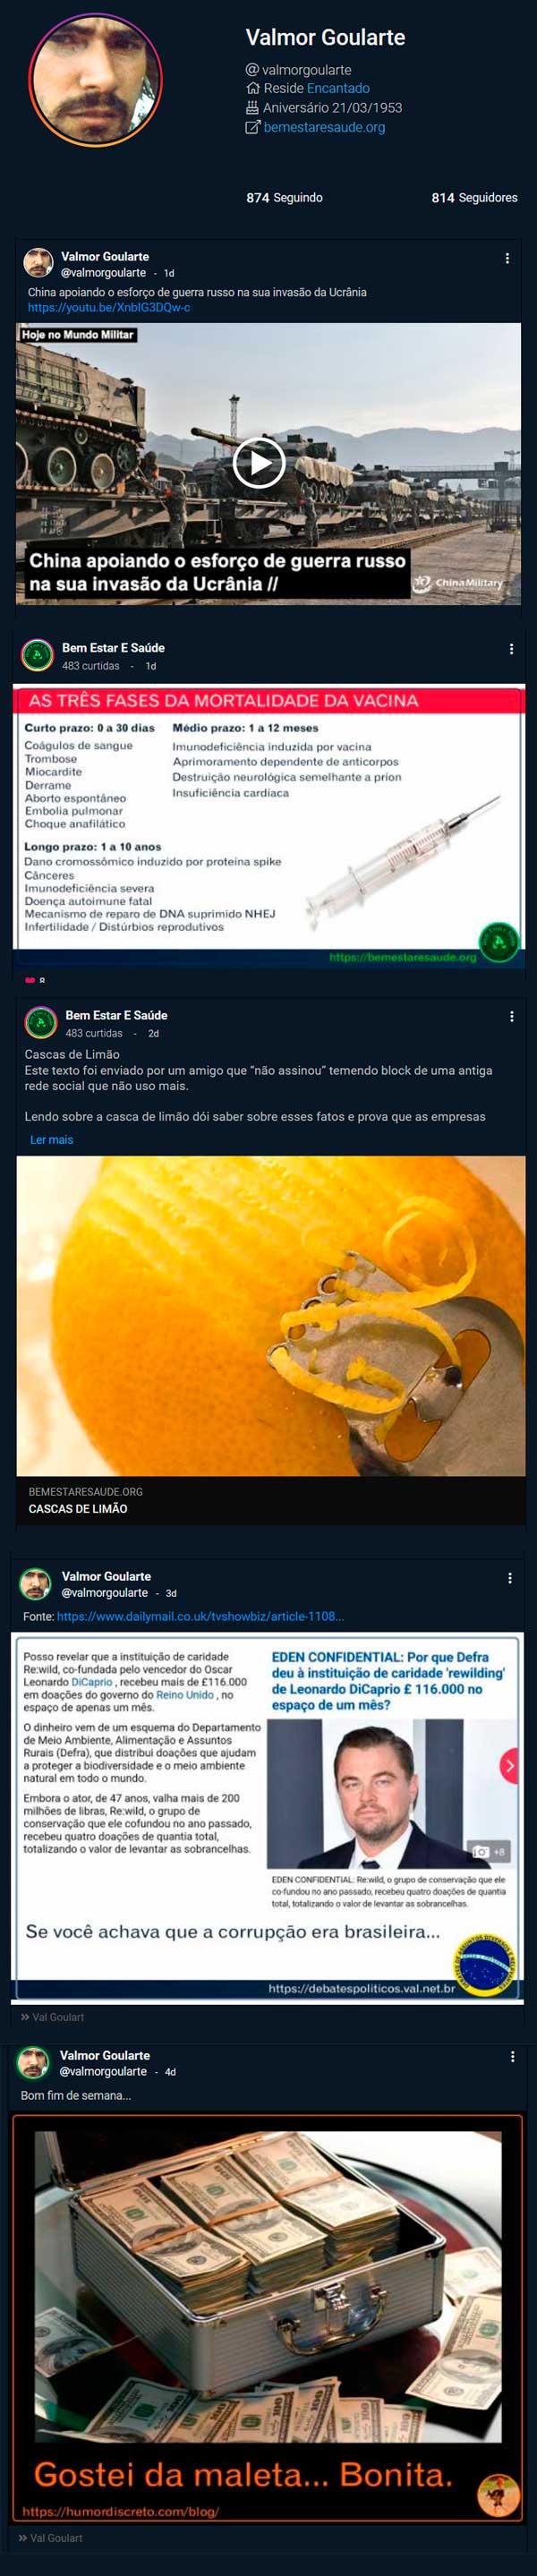 Valmor Goularte
@ valmorgoularte
Reside Encantado
Aniversário 21/03/1953
bemestaresaude.org
874 Seguindo
814 Seguidores
Valmor Goularte
@valmorgoularte - 1d
China apoiando o esforço de guerra russo na sua invasão da Ucrânia
https://youtu.be/XnbIG3DQw-c
Hoje no Mundo Militar
China apoiando o esforço de guerra russo
na sua invasão da Ucrânia //
ChinaMilitary
Bem Estar E Saúde
483 curtidas - 1d
AS TRÊS FASES DA MORTALIDADE DA VACINA
Curto prazo: 0 a 30 dias
Coágulos de sangue
Trombose
Miocardite
Derrame
Aborto espontâneo
Embolia pulmonar
Choque anafilático
Médio prazo: 1 a 12 meses
Imunodeficiência induzida por vacina
Aprimoramento dependente de anticorpos
Destruição neurológica semelhante a príon
Insuficiência cardíaca
Longo prazo: 1 a 10 anos
Dano cromossômico induzido por proteína spike
Cânceres
Imunodeficiência severa
Doença autoimune fatal
Mecanismo de reparo de DNA suprimido NHEJ
Infertilidade / Distúrbios reprodutivos
https://bemestaresaude.org
Bem Estar E Saúde
483 curtidas - 2d
Cascas de Limão
Este texto foi enviado por um amigo que "não assinou" temendo block de uma antiga
rede social que não uso mais.
Lendo sobre a casca de limão dói saber sobre esses fatos e prova que as empresas
Ler mais
BEMESTARESAUDE.ORG
CASCAS DE LIMÃO
Valmor Goularte
@valmorgoularte - 3d
Fonte: https://www.dailymail.co.uk/tvshowbiz/article-1108...
Posso revelar que a instituição de caridade
Re:wild, co-fundada pelo vencedor do Oscar
Leonardo DiCaprio , recebeu mais de £116.000
em doações do governo do Reino Unido , no
espaço de apenas um mês.
O dinheiro vem de um esquema do Departamento
de Meio Ambiente, Alimentação e Assuntos
Rurais (Defra), que distribui doações que ajudam
a proteger a biodiversidade e o meio ambiente
natural em todo o mundo.
Embora o ator, de 47 anos, valha mais de 200
milhões de libras, Re:wild, o grupo de
conservação que ele cofundou no ano passado,
recebeu quatro doações de quantia total,
totalizando o valor de levantar as sobrancelhas.
EDEN CONFIDENTIAL: Por que Defra
deu à instituição de caridade 'rewilding'
de Leonardo DiCaprio £ 116.000 no
espaço de um mês?
+8
EDEN CONFIDENTIAL: Re:wild, o grupo de conservação que ele
co-fundou no ano passado, recebeu quatro doações de quantia
total, totalizando o valor de levantar as sobrancelhas.
Se você achava que a corrupção era brasileira...
https://debatespoliticos.val.net.br
Val Goulart
Valmor Goularte
@valmorgoularte - 4d
Bom fim de semana...
Gostei da maleta... Bonita.
https://humordiscreto.com/blog/
Val Goulart